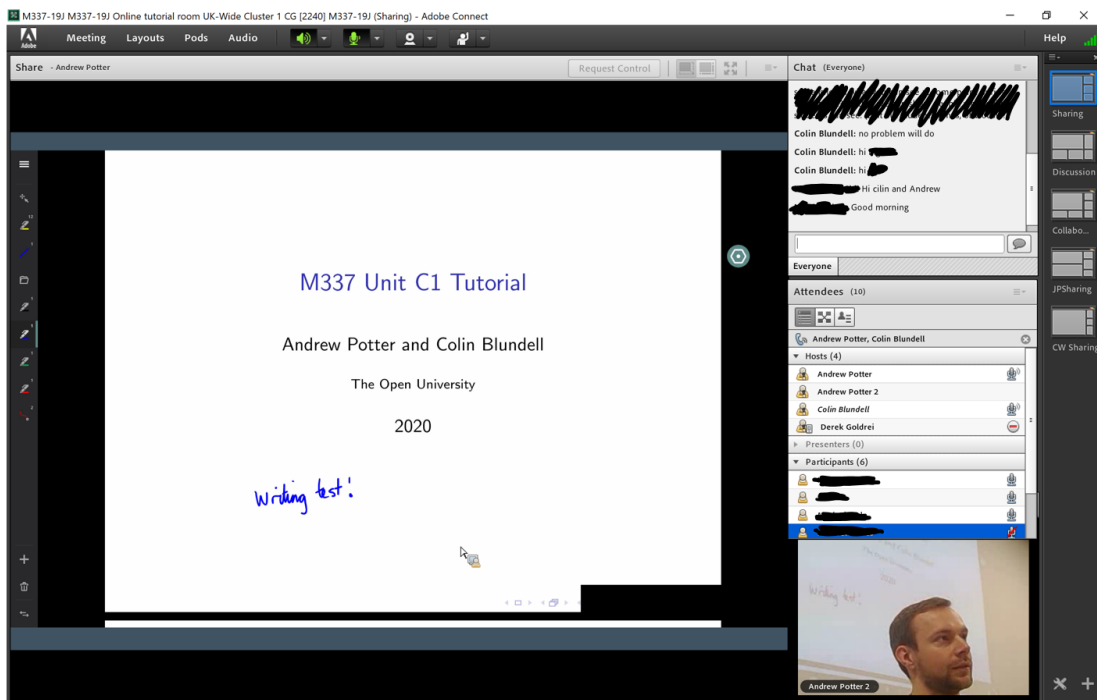 M337-19J M337-19J Online tutorial room UK-Wide Cluster 1 CG [2240] M337-19J (Sharing) - Adobe Connect
Adobe
Meeting Layouts Pods Audio Help
Share - Andrew Potter
Request Control
M337 Unit C1 Tutorial
Andrew Potter and Colin Blundell
The Open University
2020
Writing test!
Chat (Everyone)
Colin Blundell: no problem will do
Colin Blundell: hi
Colin Blundell: hi
Hi cilin and Andrew
Good morning
Everyone
Attendees (10)
Andrew Potter, Colin Blundell
Hosts (4)
Andrew Potter
Andrew Potter 2
Colin Blundell
Derek Goldrei
Presenters (0)
Participants (6)
2020
Writing test!
Andrew Potter 2
Sharing
Discussion
Collabo...
JPSharing
CW Sharing